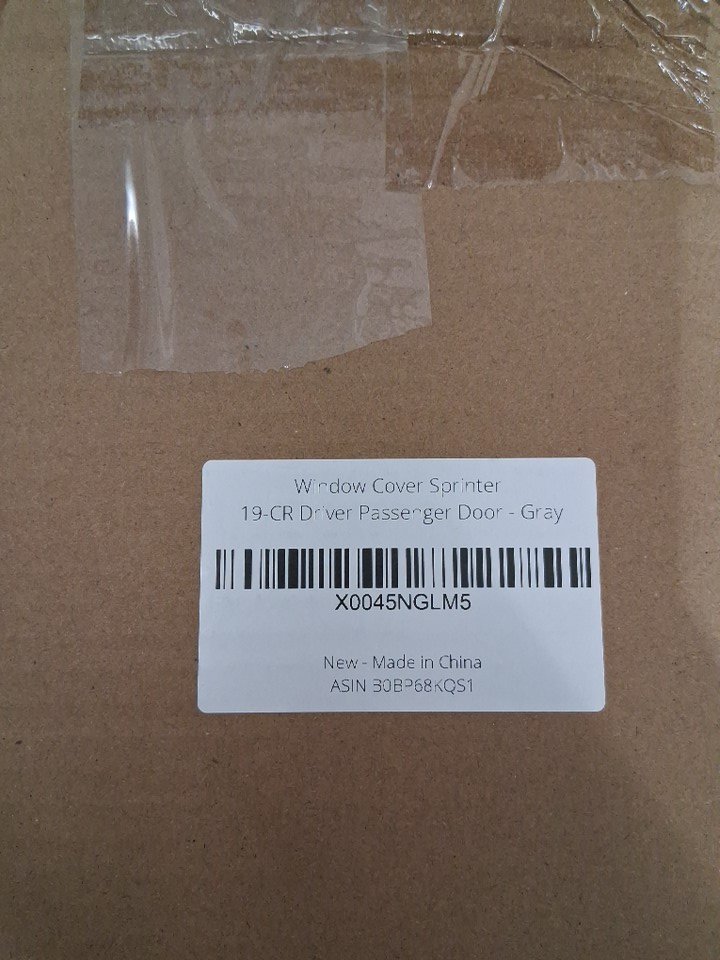 Window Cover Sprinter
19-CR Driver Passenger Door - Gray
X0045NGLM5
New - Made in China
ASIN B0BP68KQS1